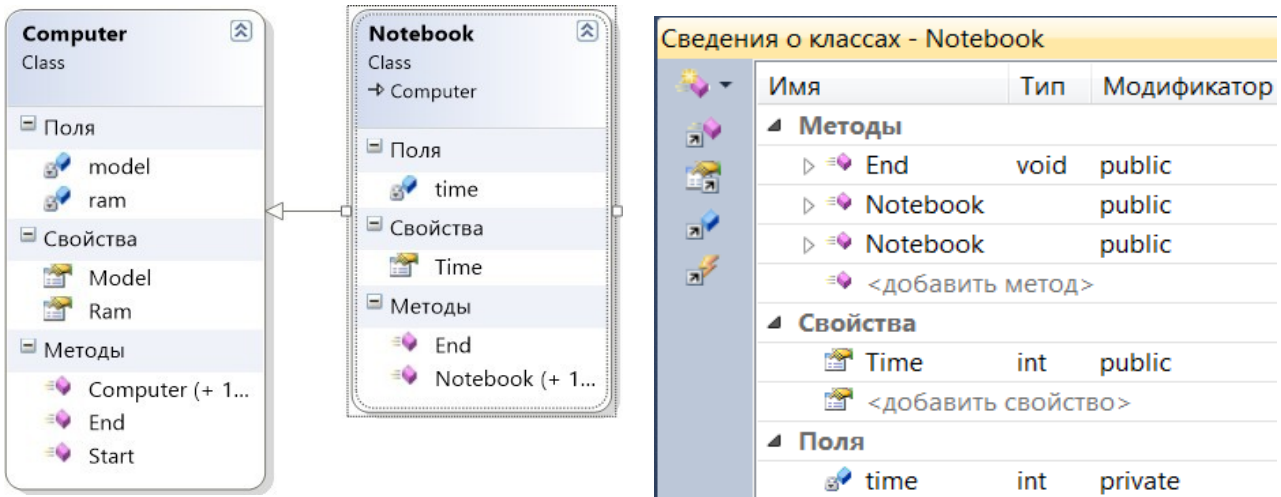 Computer
Class
Поля
model
ram
Свойства
Model
Ram
Методы
Computer (+ 1...
End
Start
Notebook
Class
Computer
Поля
time
Свойства
Time
Методы
End
Notebook (+ 1...
Сведения о классах - Notebook
Имя Тип Модификатор
Методы
End void public
Notebook public
Notebook public
<добавить метод>
Свойства
Time int public
<добавить свойство>
Поля
time int private